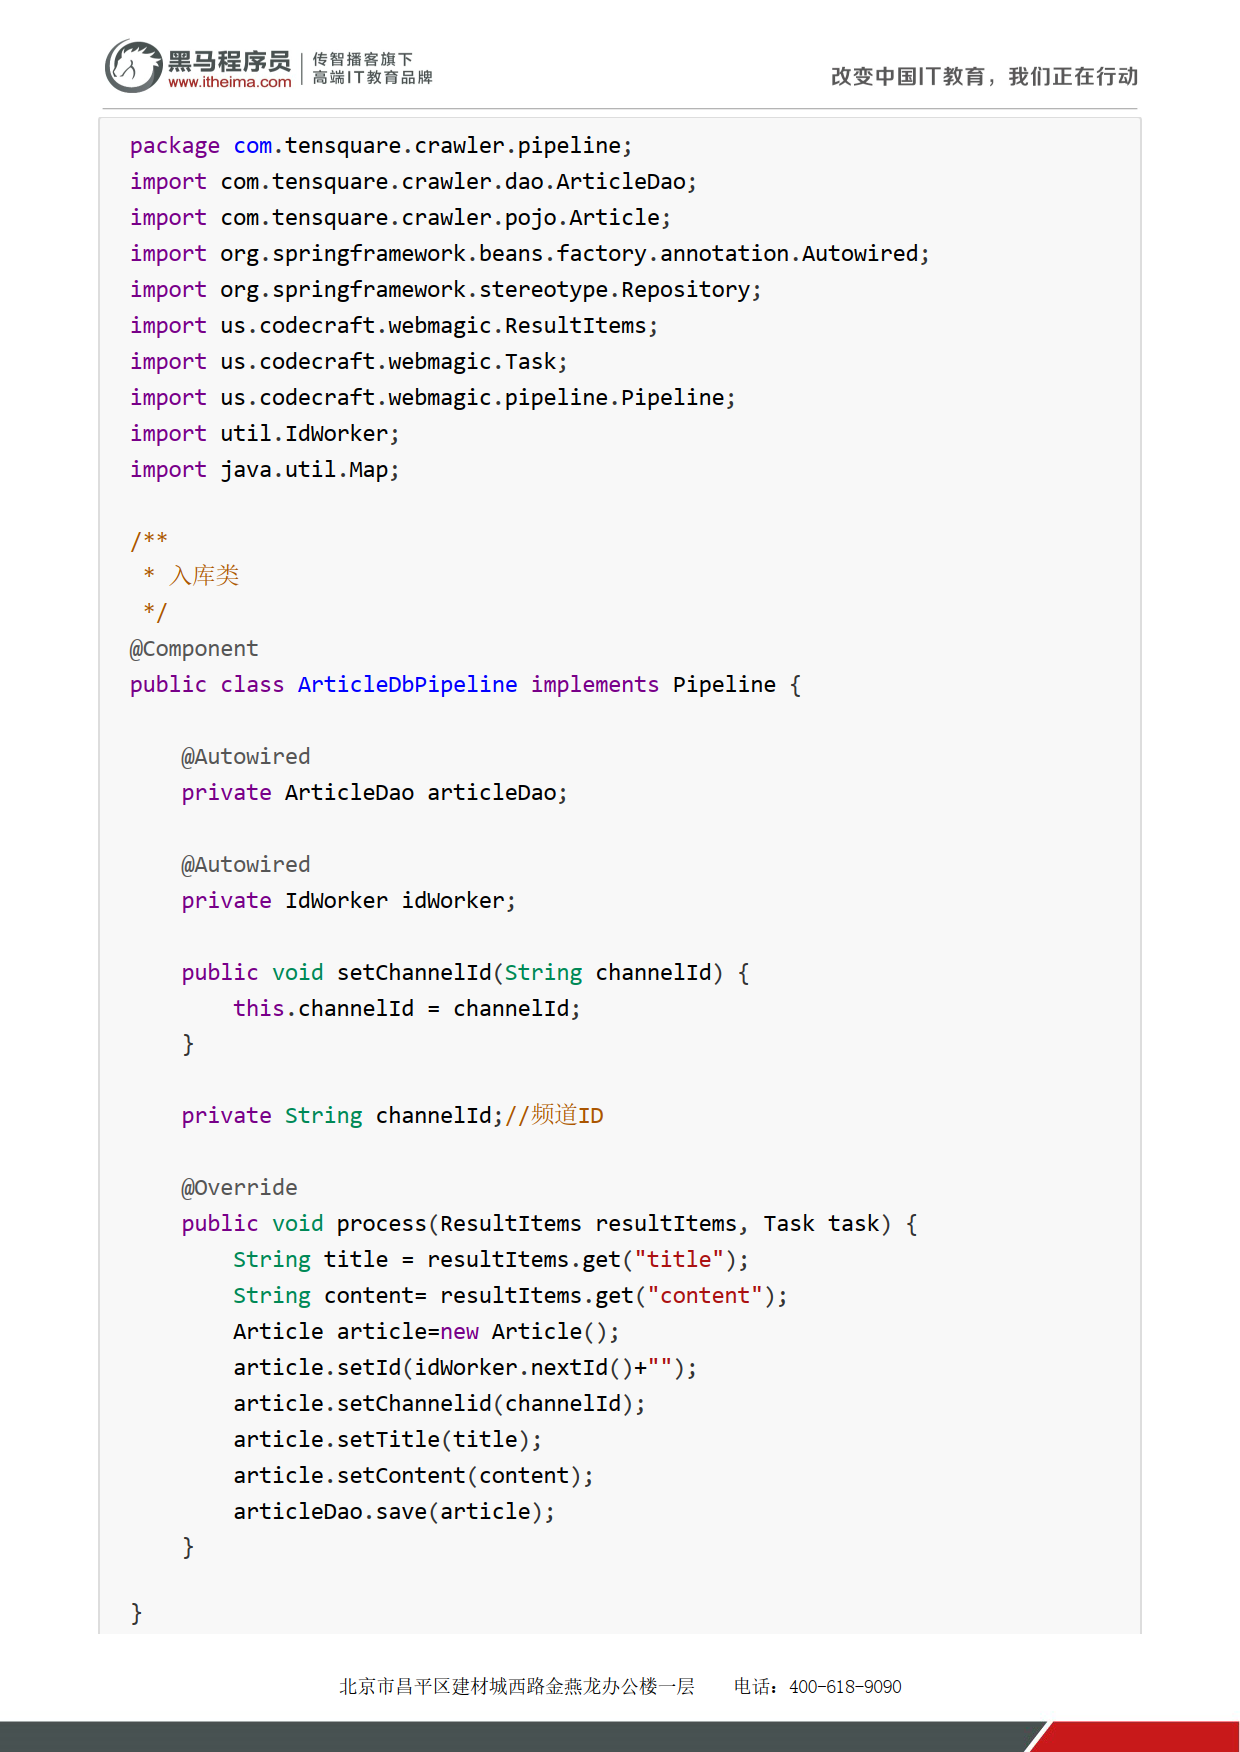 黑马程序员
www.itheima.com
传智播客旗下
高端IT教育品牌
改变中国IT教育，我们正在行动
package com.tensquare.crawler.pipeline;
import com.tensquare.crawler.dao.ArticleDao;
import com.tensquare.crawler.pojo.Article;
import org.springframework.beans.factory.annotation.Autowired;
import org.springframework.stereotype.Repository;
import us.codecraft.webmagic.ResultItems;
import us.codecraft.webmagic.Task;
import us.codecraft.webmagic.pipeline.Pipeline;
import util.IdWorker;
import java.util.Map;
/**
 * 入库类
 */
@Component
public class ArticleDbPipeline implements Pipeline {
    @Autowired
    private ArticleDao articleDao;
    @Autowired
    private IdWorker idWorker;
    public void setChannelId(String channelId) {
        this.channelId = channelId;
    }
    private String channelId;//频道ID
    @Override
    public void process(ResultItems resultItems, Task task) {
        String title = resultItems.get("title");
        String content= resultItems.get("content");
        Article article=new Article();
        article.setId(idWorker.nextId()+"");
        article.setChannelid(channelId);
        article.setTitle(title);
        article.setContent(content);
        articleDao.save(article);
    }
}
北京市昌平区建材城西路金燕龙办公楼一层 电话：400-618-9090